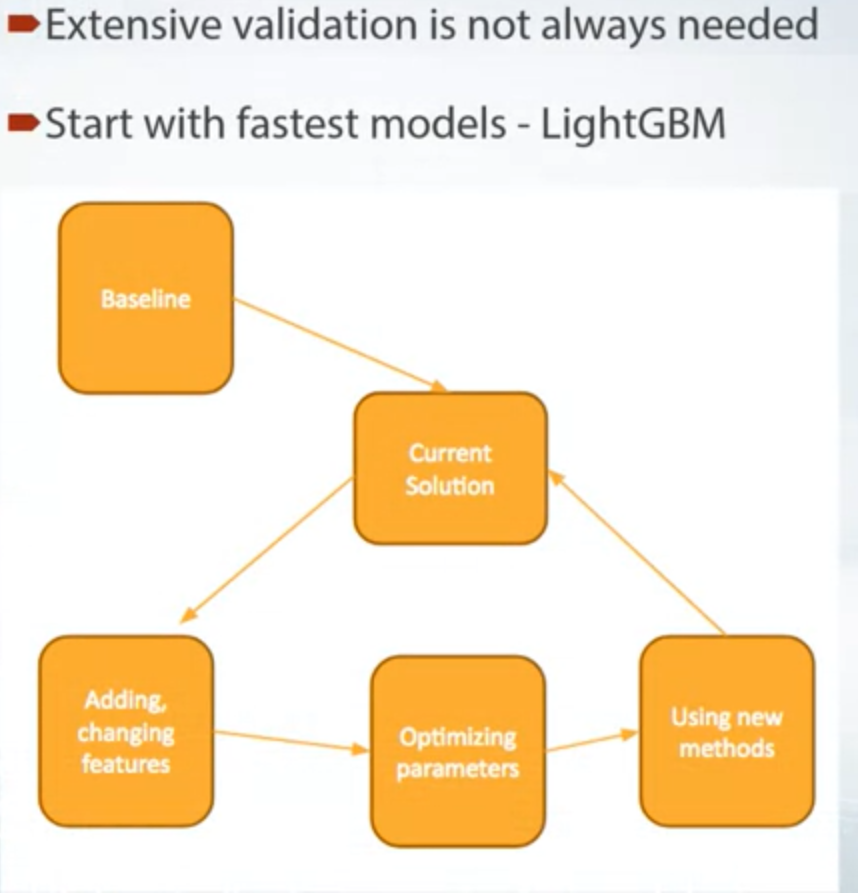 Extensive validation is not always needed
Start with fastest models - LightGBM
Baseline
Current
Solution
Adding,
changing
features
Optimizing
parameters
Using new
methods